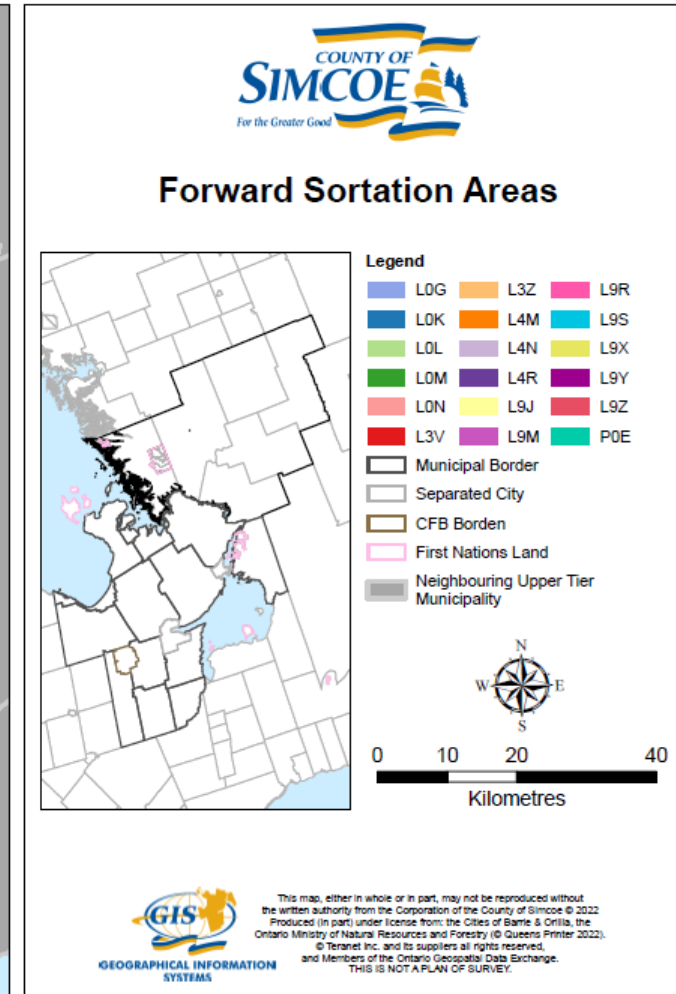 COUNTY OF
SIMCOE
For the Greater Good
Forward Sortation Areas
Legend
L0G L3Z L9R
L0K L4M L9S
L0L L4N L9X
L0M L4R L9Y
L0N L9J L9Z
L3V L9M P0E
Municipal Border
Separated City
CFB Borden
First Nations Land
Neighbouring Upper Tier
Municipality
N
W E
S
0 10 20 40
Kilometres
GIS
GEOGRAPHICAL INFORMATION
SYSTEMS
This map, either in whole or in part, may not be reproduced without
the written authority from the Corporation of the County of Simcoe © 2022
Produced (in part) under license from: the Cities of Barrie & Orillia, the
Ontario Ministry of Natural Resources and Forestry (© Queens Printer 2022).
© Teranet Inc. and its suppliers all rights reserved,
and Members of the Ontario Geospatial Data Exchange.
THIS IS NOT A PLAN OF SURVEY.